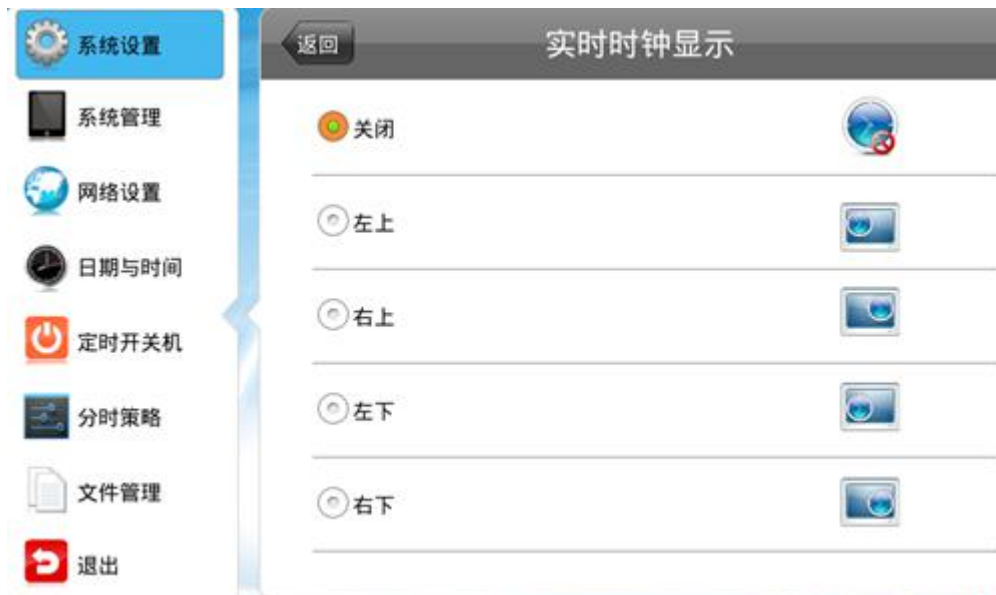 系统设置
系统管理
网络设置
日期与时间
定时开关机
分时策略
文件管理
退出
返回
实时时钟显示
关闭
左上
右上
左下
右下